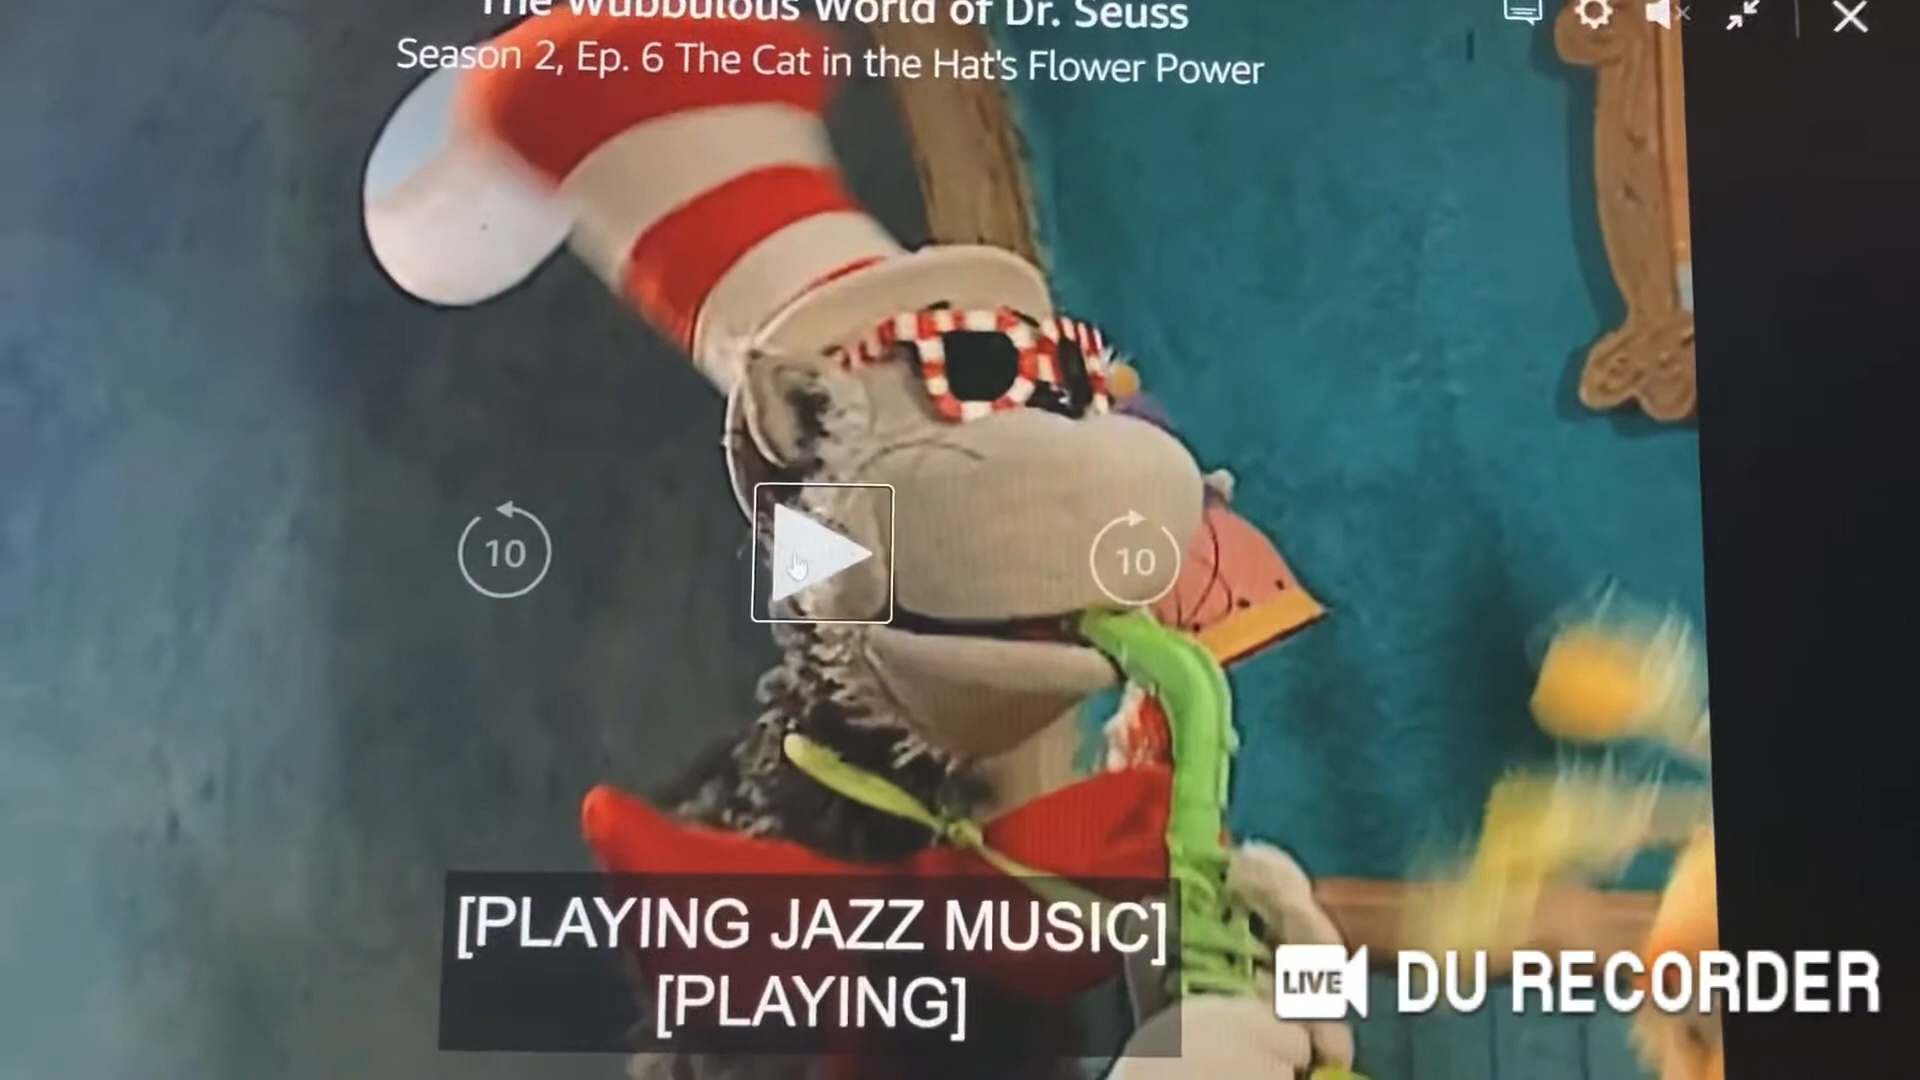 The Wubbulous World of Dr. Seuss
Season 2, Ep. 6 The Cat in the Hat's Flower Power
10
10
[PLAYING JAZZ MUSIC]
[PLAYING]
LIVE DU RECORDER